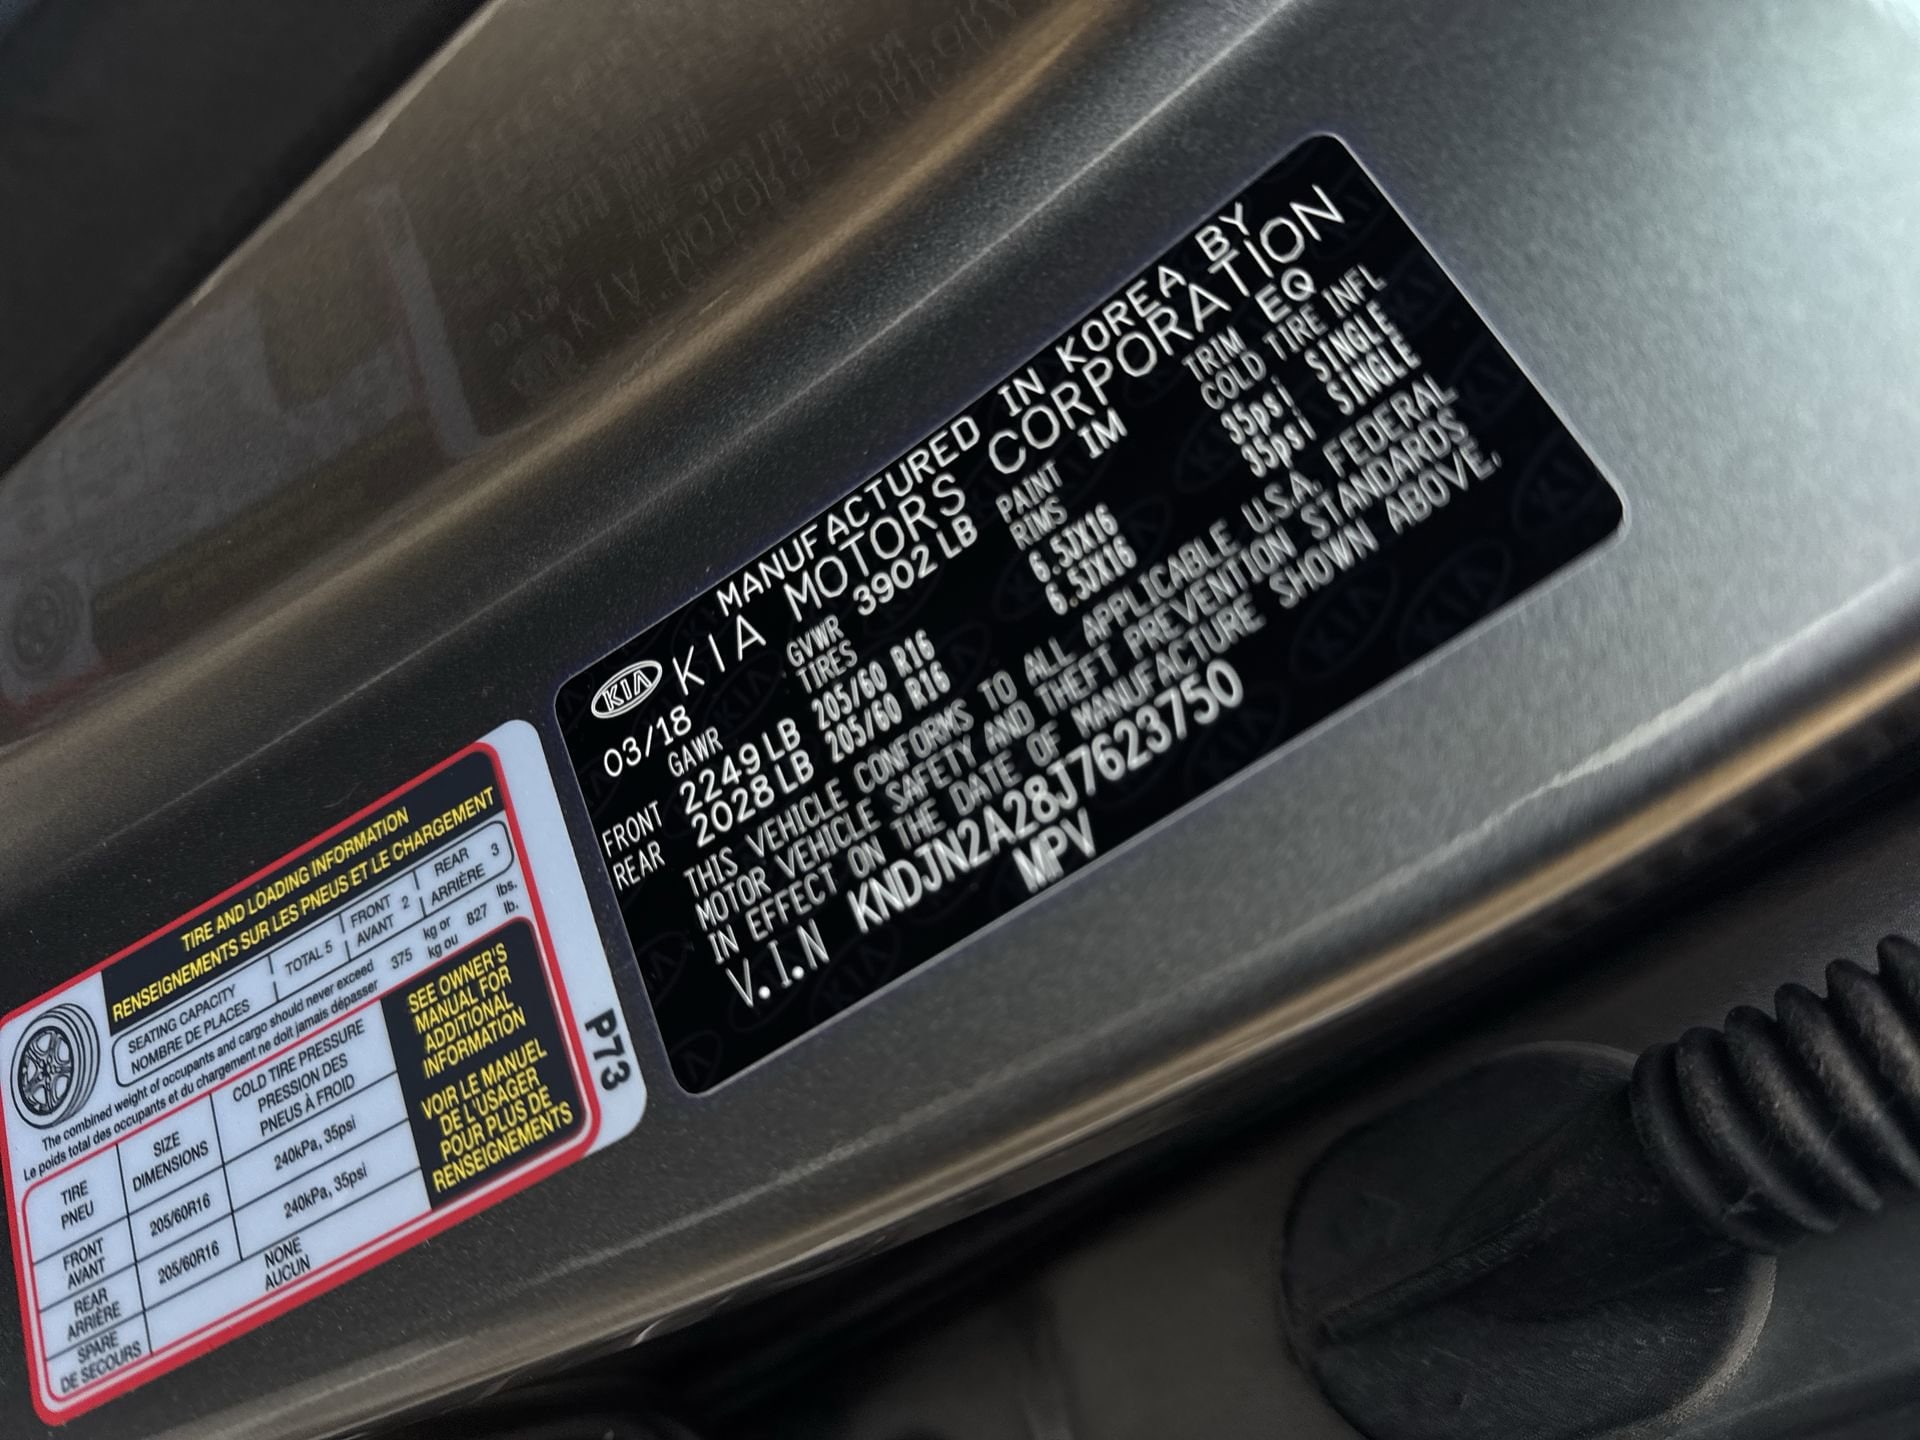 MANUFACTURED IN KOREA BY
KIA KIA MOTORS CORPORATION
03/18 GVWR 3902 LB PAINT IM TRIM EQ
GAWR TIRES RIMS COLD TIRE INFL
FRONT 2249 LB 205/60 R16 6.5JX16 35psi SINGLE
REAR 2028 LB 205/60 R16 6.5JX16 35psi SINGLE
THIS VEHICLE CONFORMS TO ALL APPLICABLE U.S.A. FEDERAL
MOTOR VEHICLE SAFETY AND THEFT PREVENTION STANDARDS
IN EFFECT ON THE DATE OF MANUFACTURE SHOWN ABOVE.
V.I.N KNDJN2A28J7623750
MPV
TIRE AND LOADING INFORMATION
RENSEIGNEMENTS SUR LES PNEUS ET LE CHARGEMENT
SEATING CAPACITY
NOMBRE DE PLACES
TOTAL 5
FRONT
AVANT
2
REAR
ARRIÈRE
3
The combined weight of occupants and cargo should never exceed 375 kg or 827 lbs.
Le poids total des occupants et du chargement ne doit jamais dépasser kg ou lb.
TIRE
PNEU
SIZE
DIMENSIONS
COLD TIRE PRESSURE
PRESSION DES
PNEUS À FROID
FRONT
AVANT
205/60R16
240kPa, 35psi
REAR
ARRIÈRE
205/60R16
240kPa, 35psi
SPARE
DE SECOURS
NONE
AUCUN
SEE OWNER'S
MANUAL FOR
ADDITIONAL
INFORMATION
VOIR LE MANUEL
DE L'USAGER
POUR PLUS DE
RENSEIGNEMENTS
P73